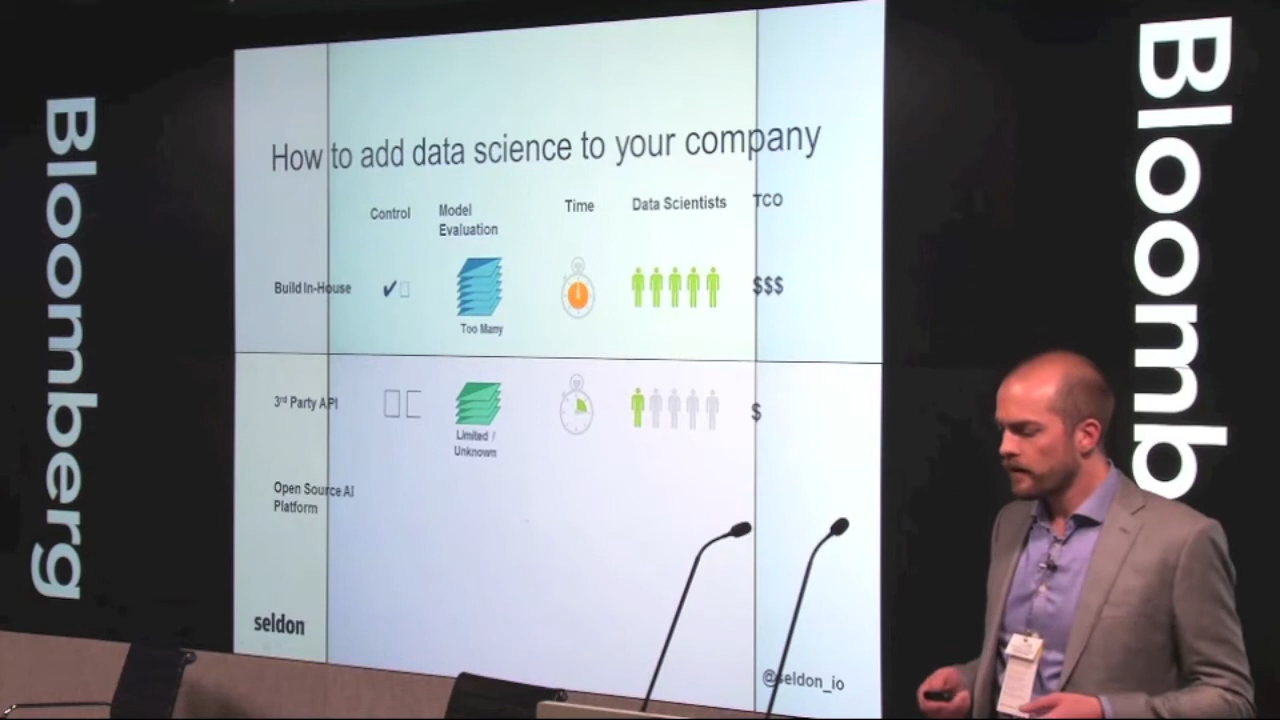 Bloomberg
How to add data science to your company
Control Model Evaluation Time Data Scientists TCO
Build In-House ✔ Too Many $$$
3rd Party API Limited / Unknown $
Open Source AI
Platform
seldon
@seldon_io
Bloomb